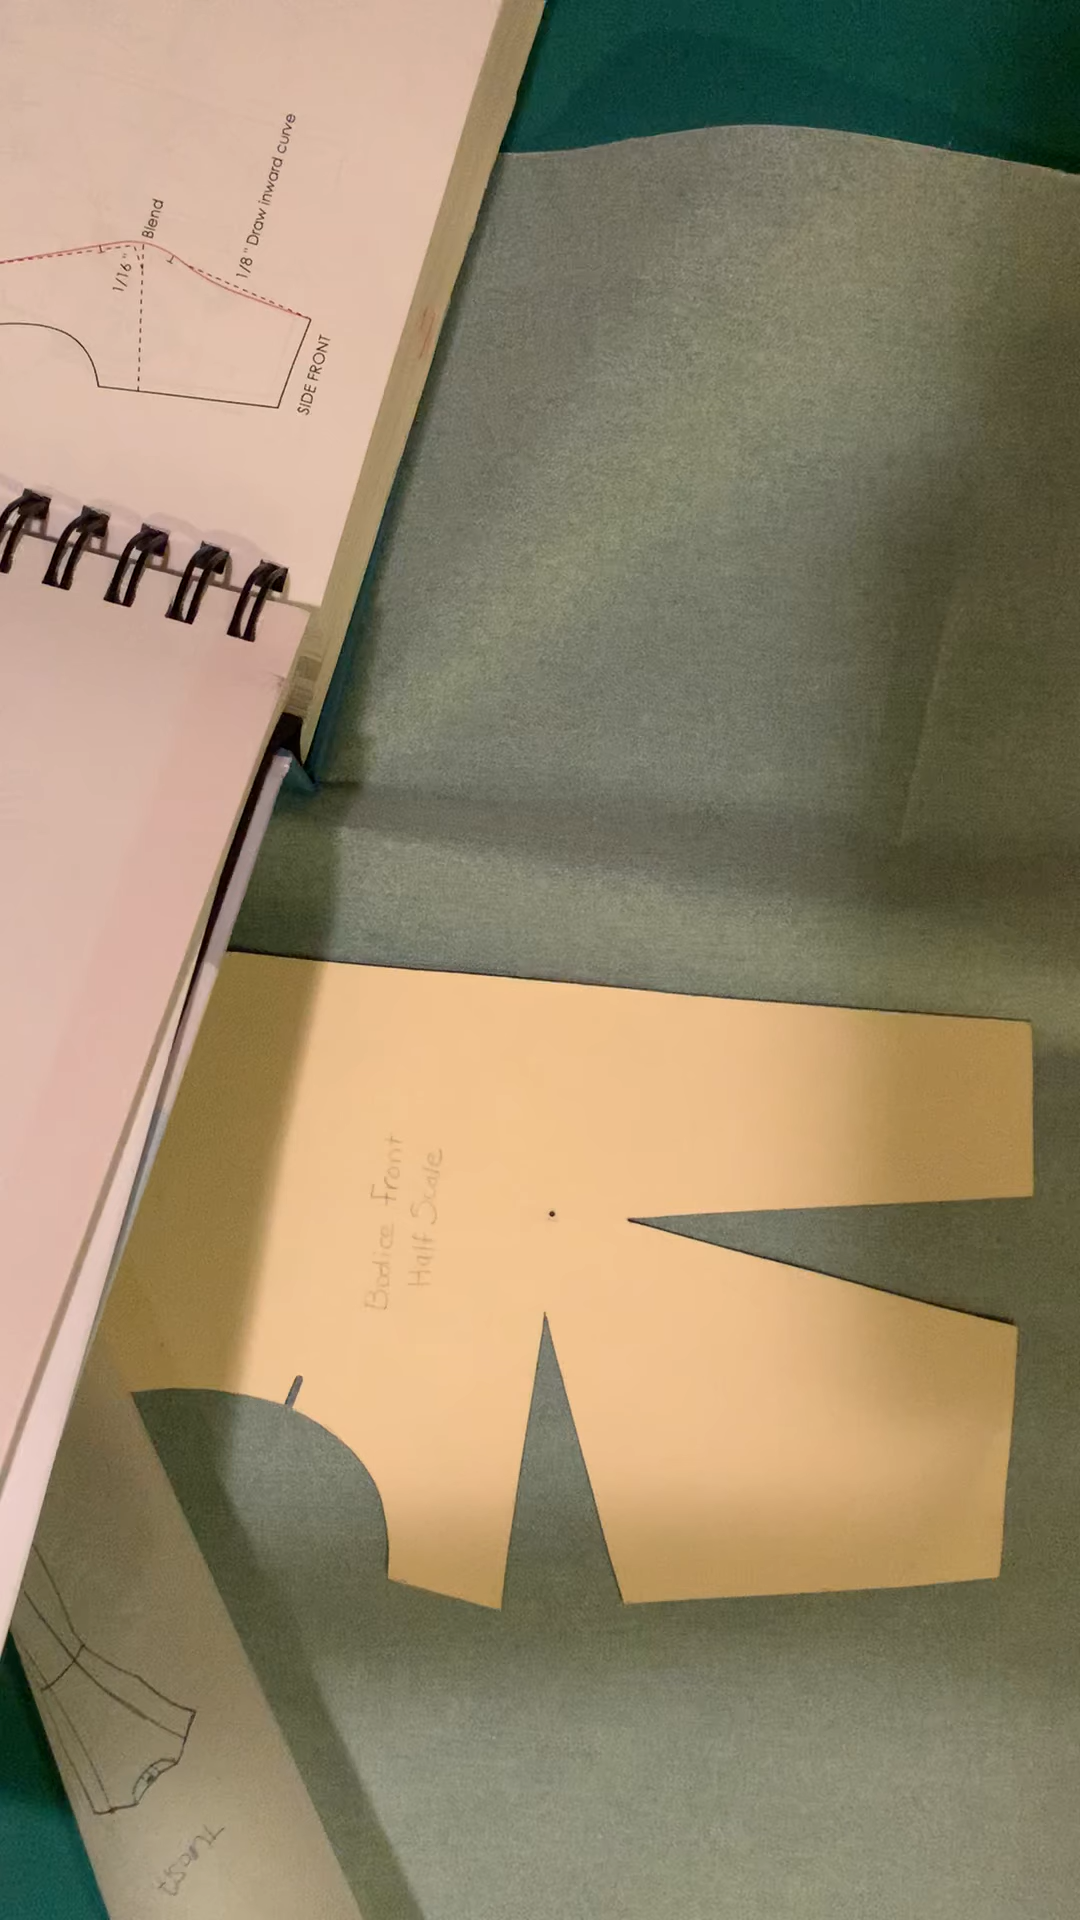 Blend
1/16 "
1/8 " Draw inward curve
SIDE FRONT
Bodice Front
Half Scale